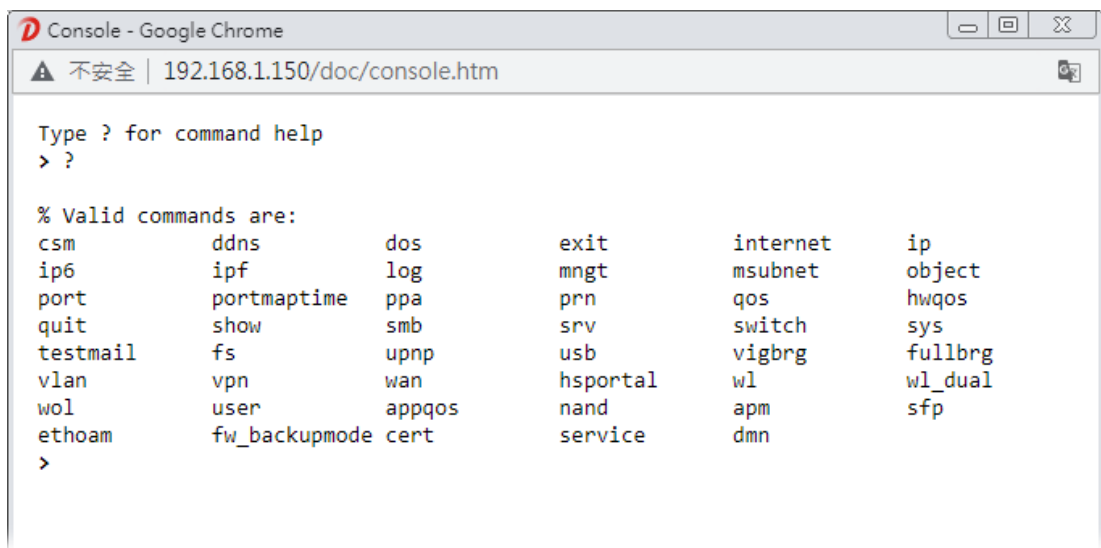 Console - Google Chrome
不安全 | 192.168.1.150/doc/console.htm
Type ? for command help
> ?
% Valid commands are:
csm ddns dos exit internet ip
ip6 ipf log mngt msubnet object
port portmaptime ppa prn qos hwqos
quit show smb srv switch sys
testmail fs upnp usb vigbrg fullbrg
vlan vpn wan hsportal wl wl_dual
wol user appqos nand apm sfp
ethoam fw_backupmode cert service dmn
>